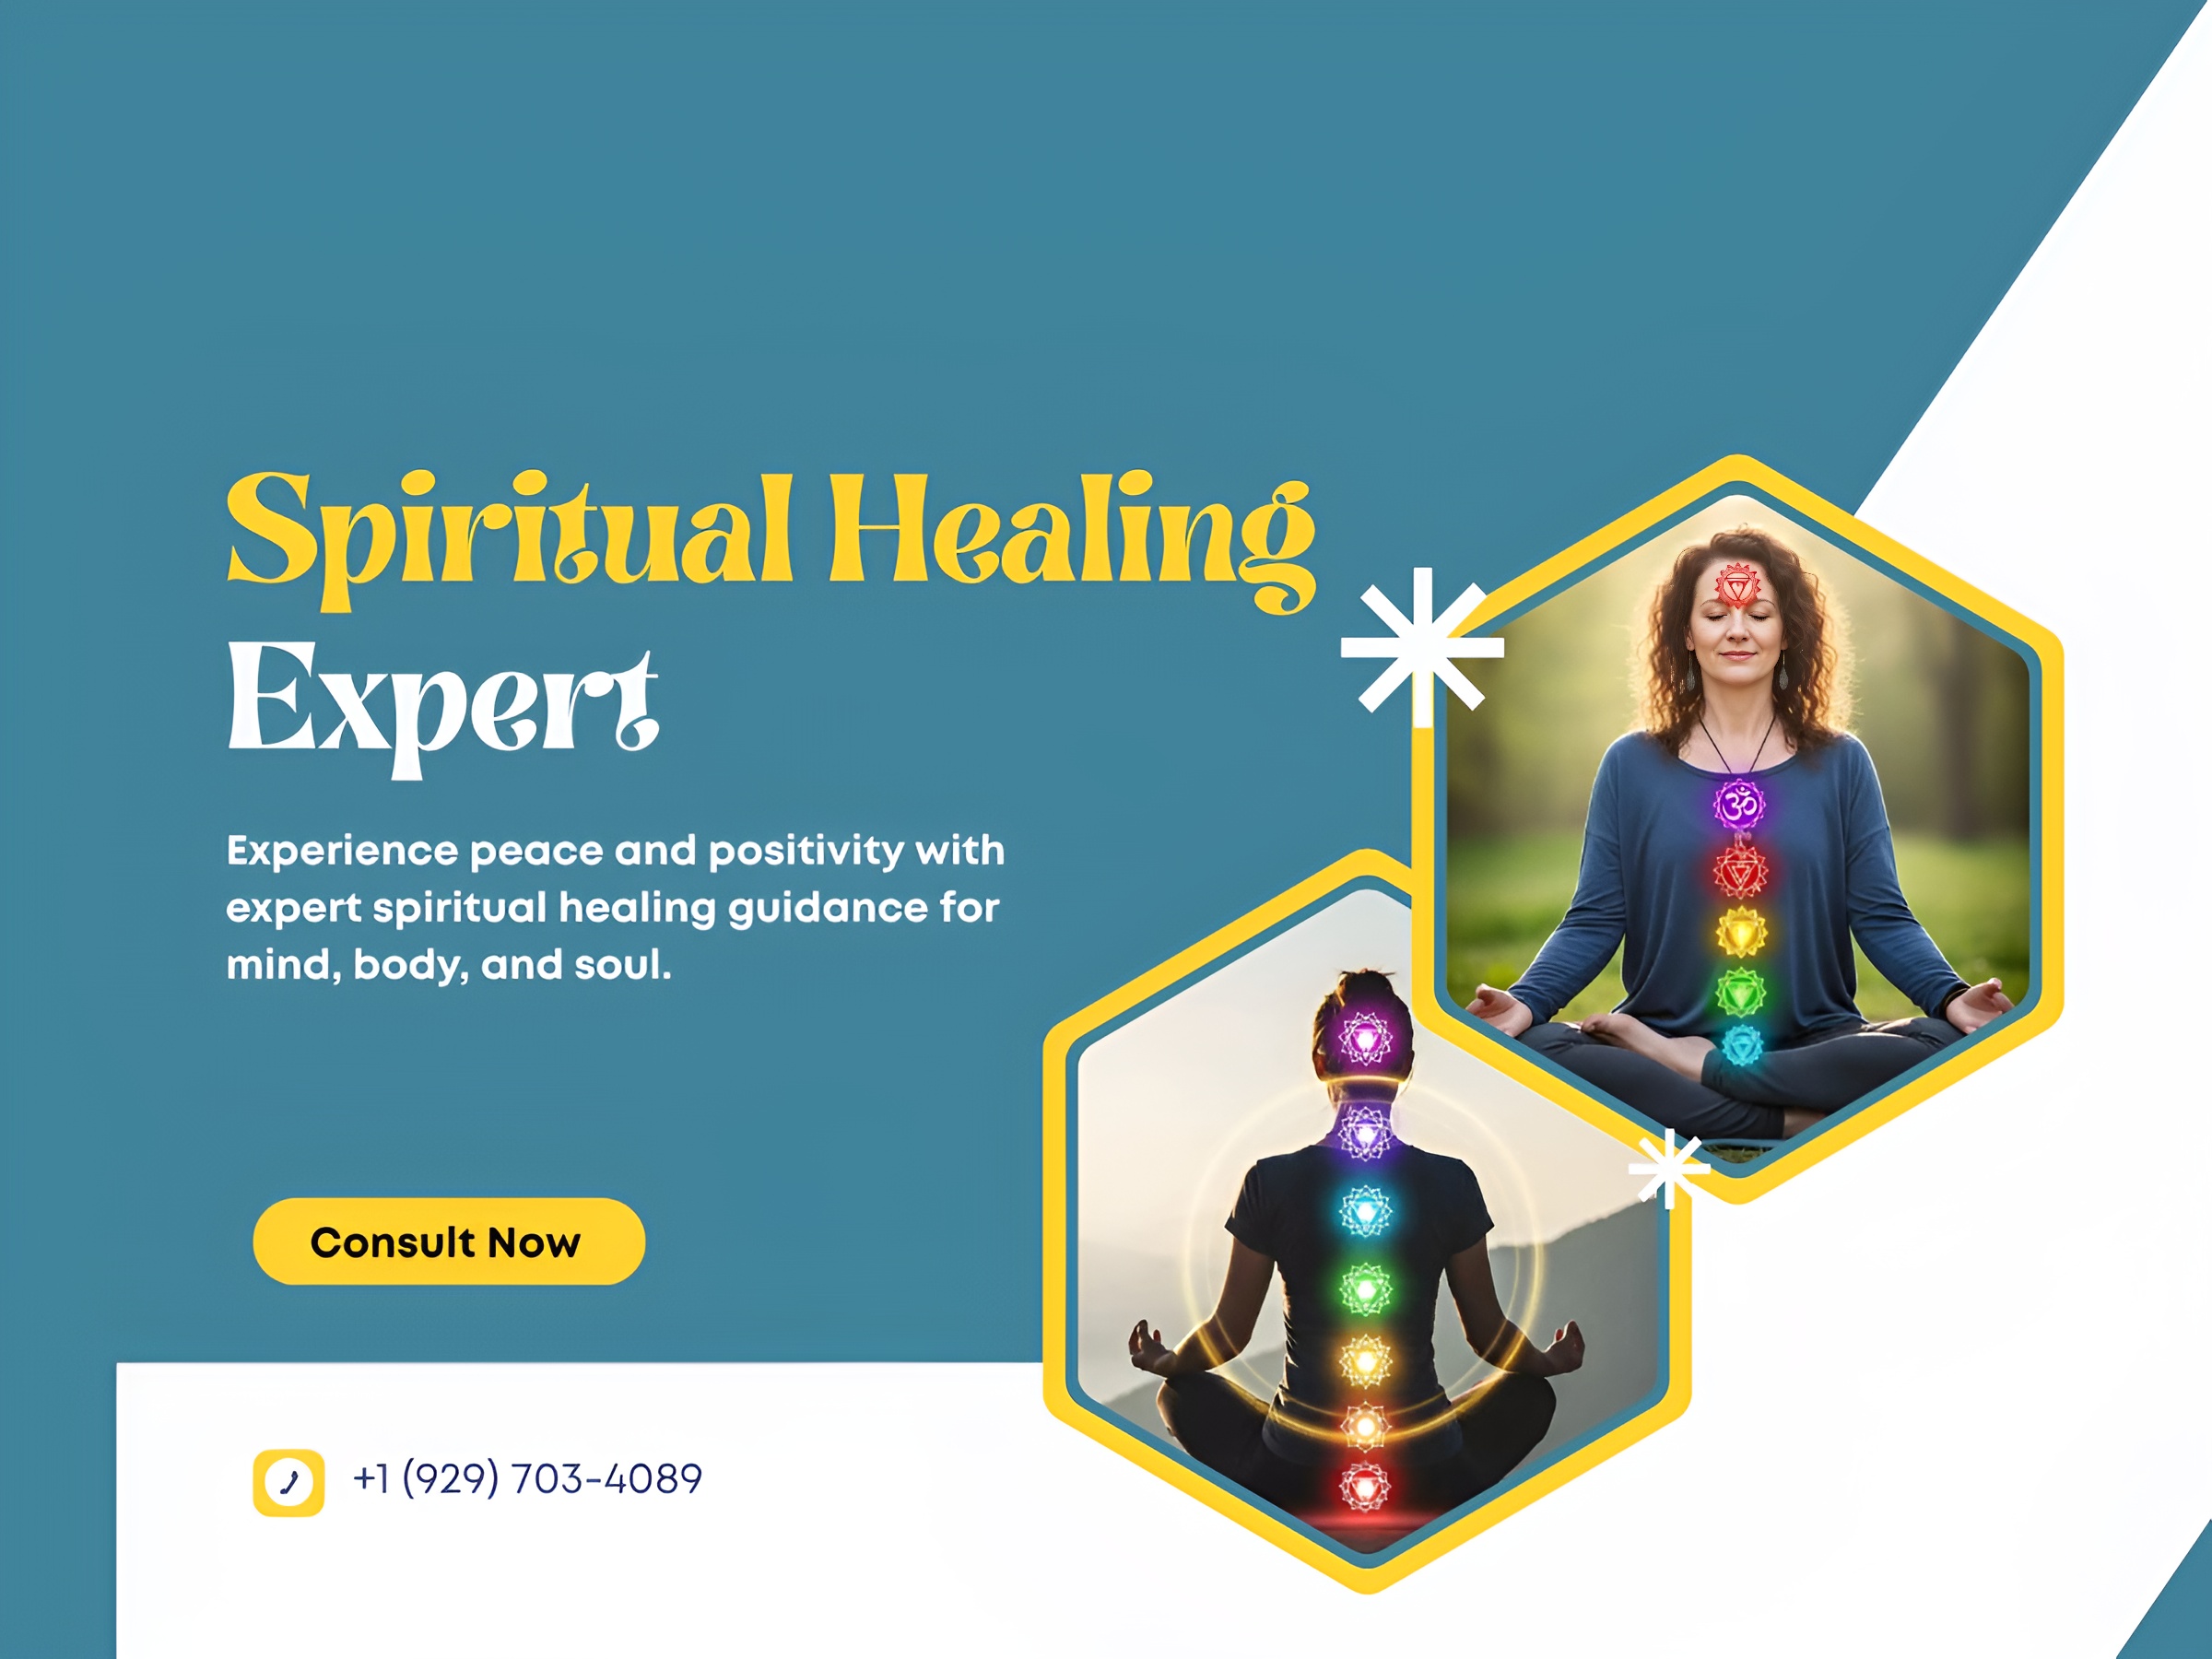 Spiritual Healing
Expert
Experience peace and positivity with
expert spiritual healing guidance for
mind, body, and soul.
Consult Now
+1 (929) 703-4089
ॐ